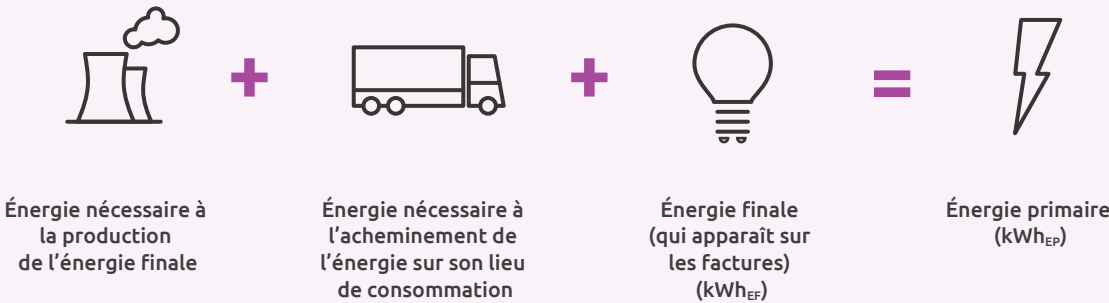 +
+
=
Énergie nécessaire à
la production
de l’énergie finale
Énergie nécessaire à
l’acheminement de
l’énergie sur son lieu
de consommation
Énergie finale
(qui apparaît sur
les factures)
(kWhEF)
Énergie primaire
(kWhEP)